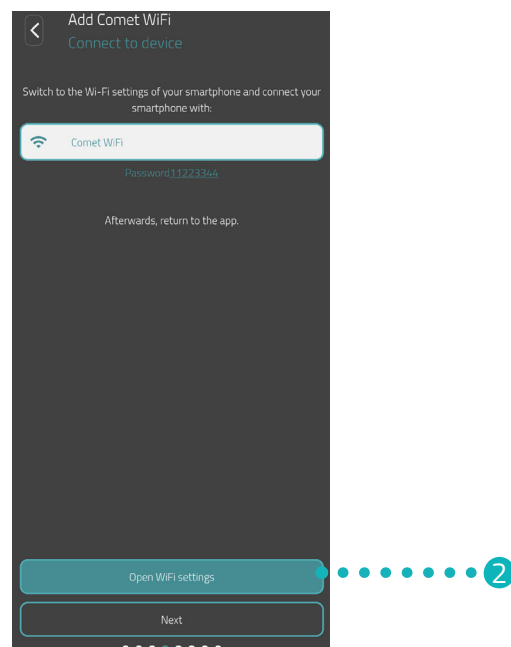 Add Comet WiFi
Connect to device
Switch to the Wi-Fi settings of your smartphone and connect your
smartphone with:
Comet WiFi
Password11223344
Afterwards, return to the app.
Open WiFi settings
2
Next